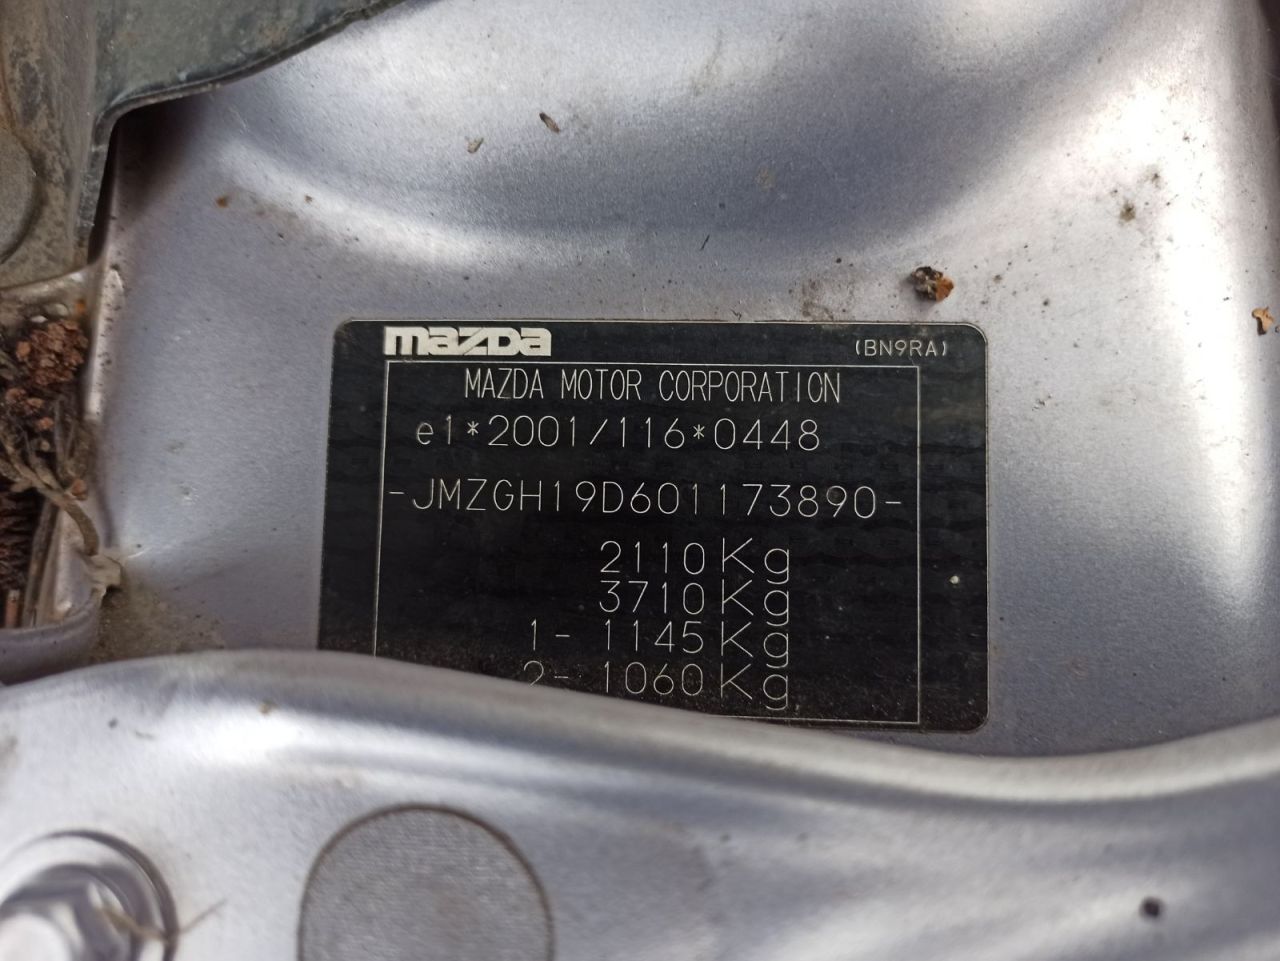 mazda (BN9RA)
MAZDA MOTOR CORPORATION
e1*2001/116*0448
-JMZGH19D601173890-
2110Kg
3710Kg
1- 1145Kg
2- 1060Kg